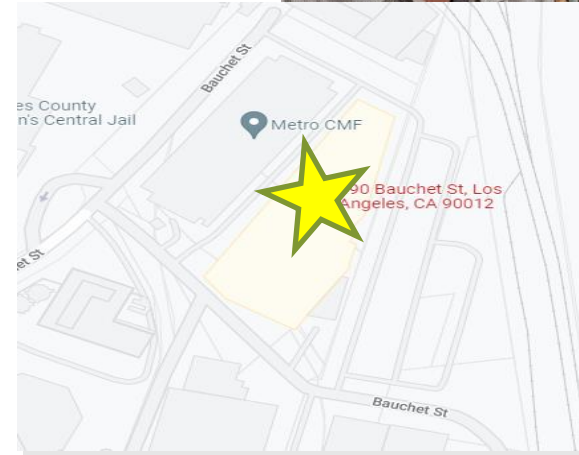 Bauchet St
es County
n's Central Jail
Metro CMF
90 Bauchet St, Los
Angeles, CA 90012
et St
Bauchet St